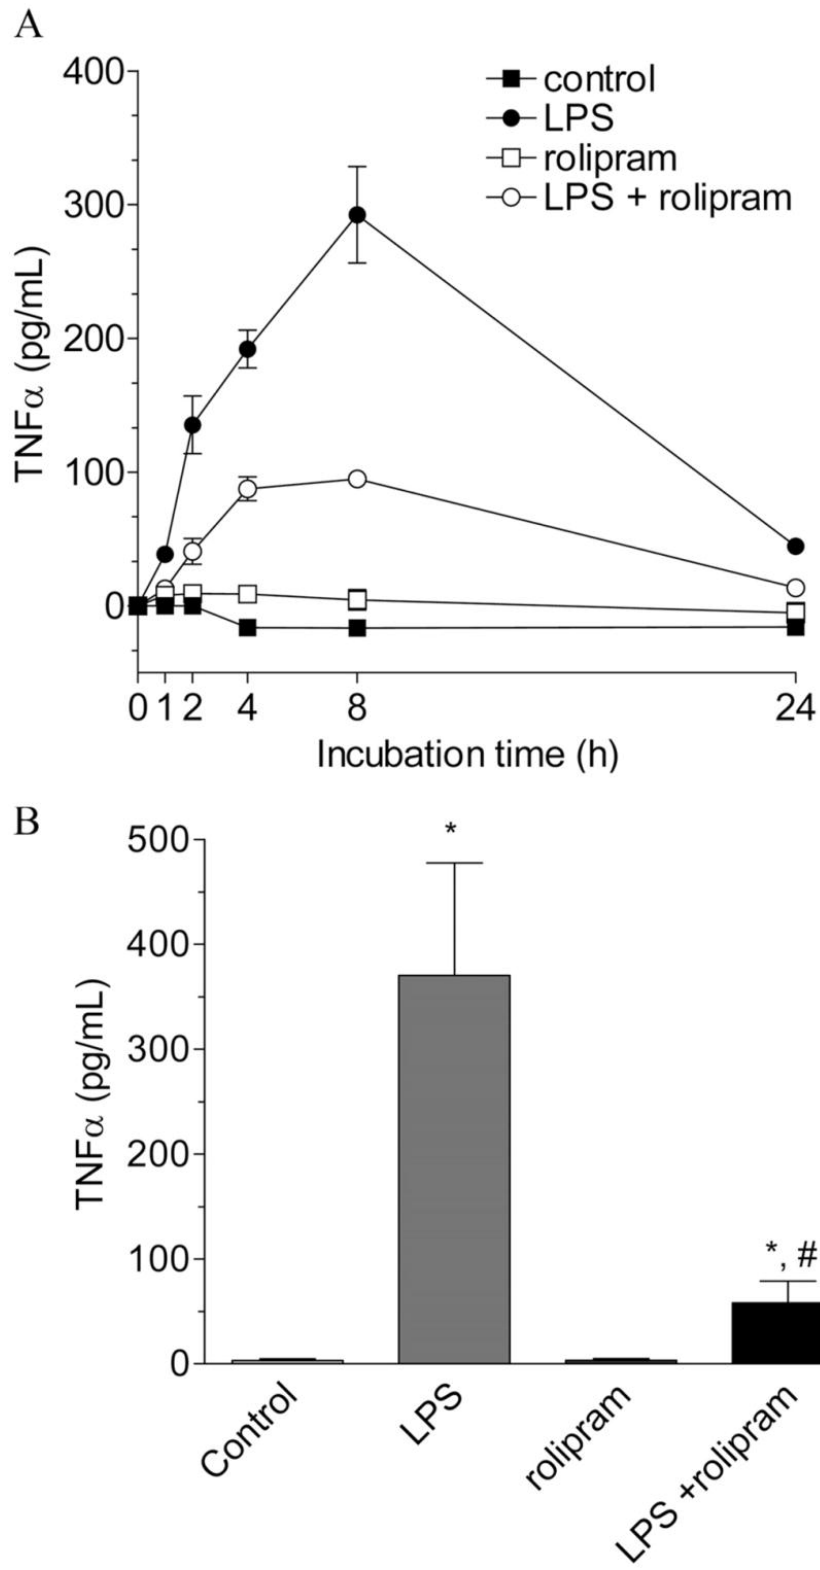 A
400
300
200
100
0
TNFα (pg/mL)
control
LPS
rolipram
LPS + rolipram
0 1 2 4 8 24
Incubation time (h)
B
500
400
300
200
100
0
TNFα (pg/mL)
*
*, #
Control
LPS
rolipram
LPS +rolipram